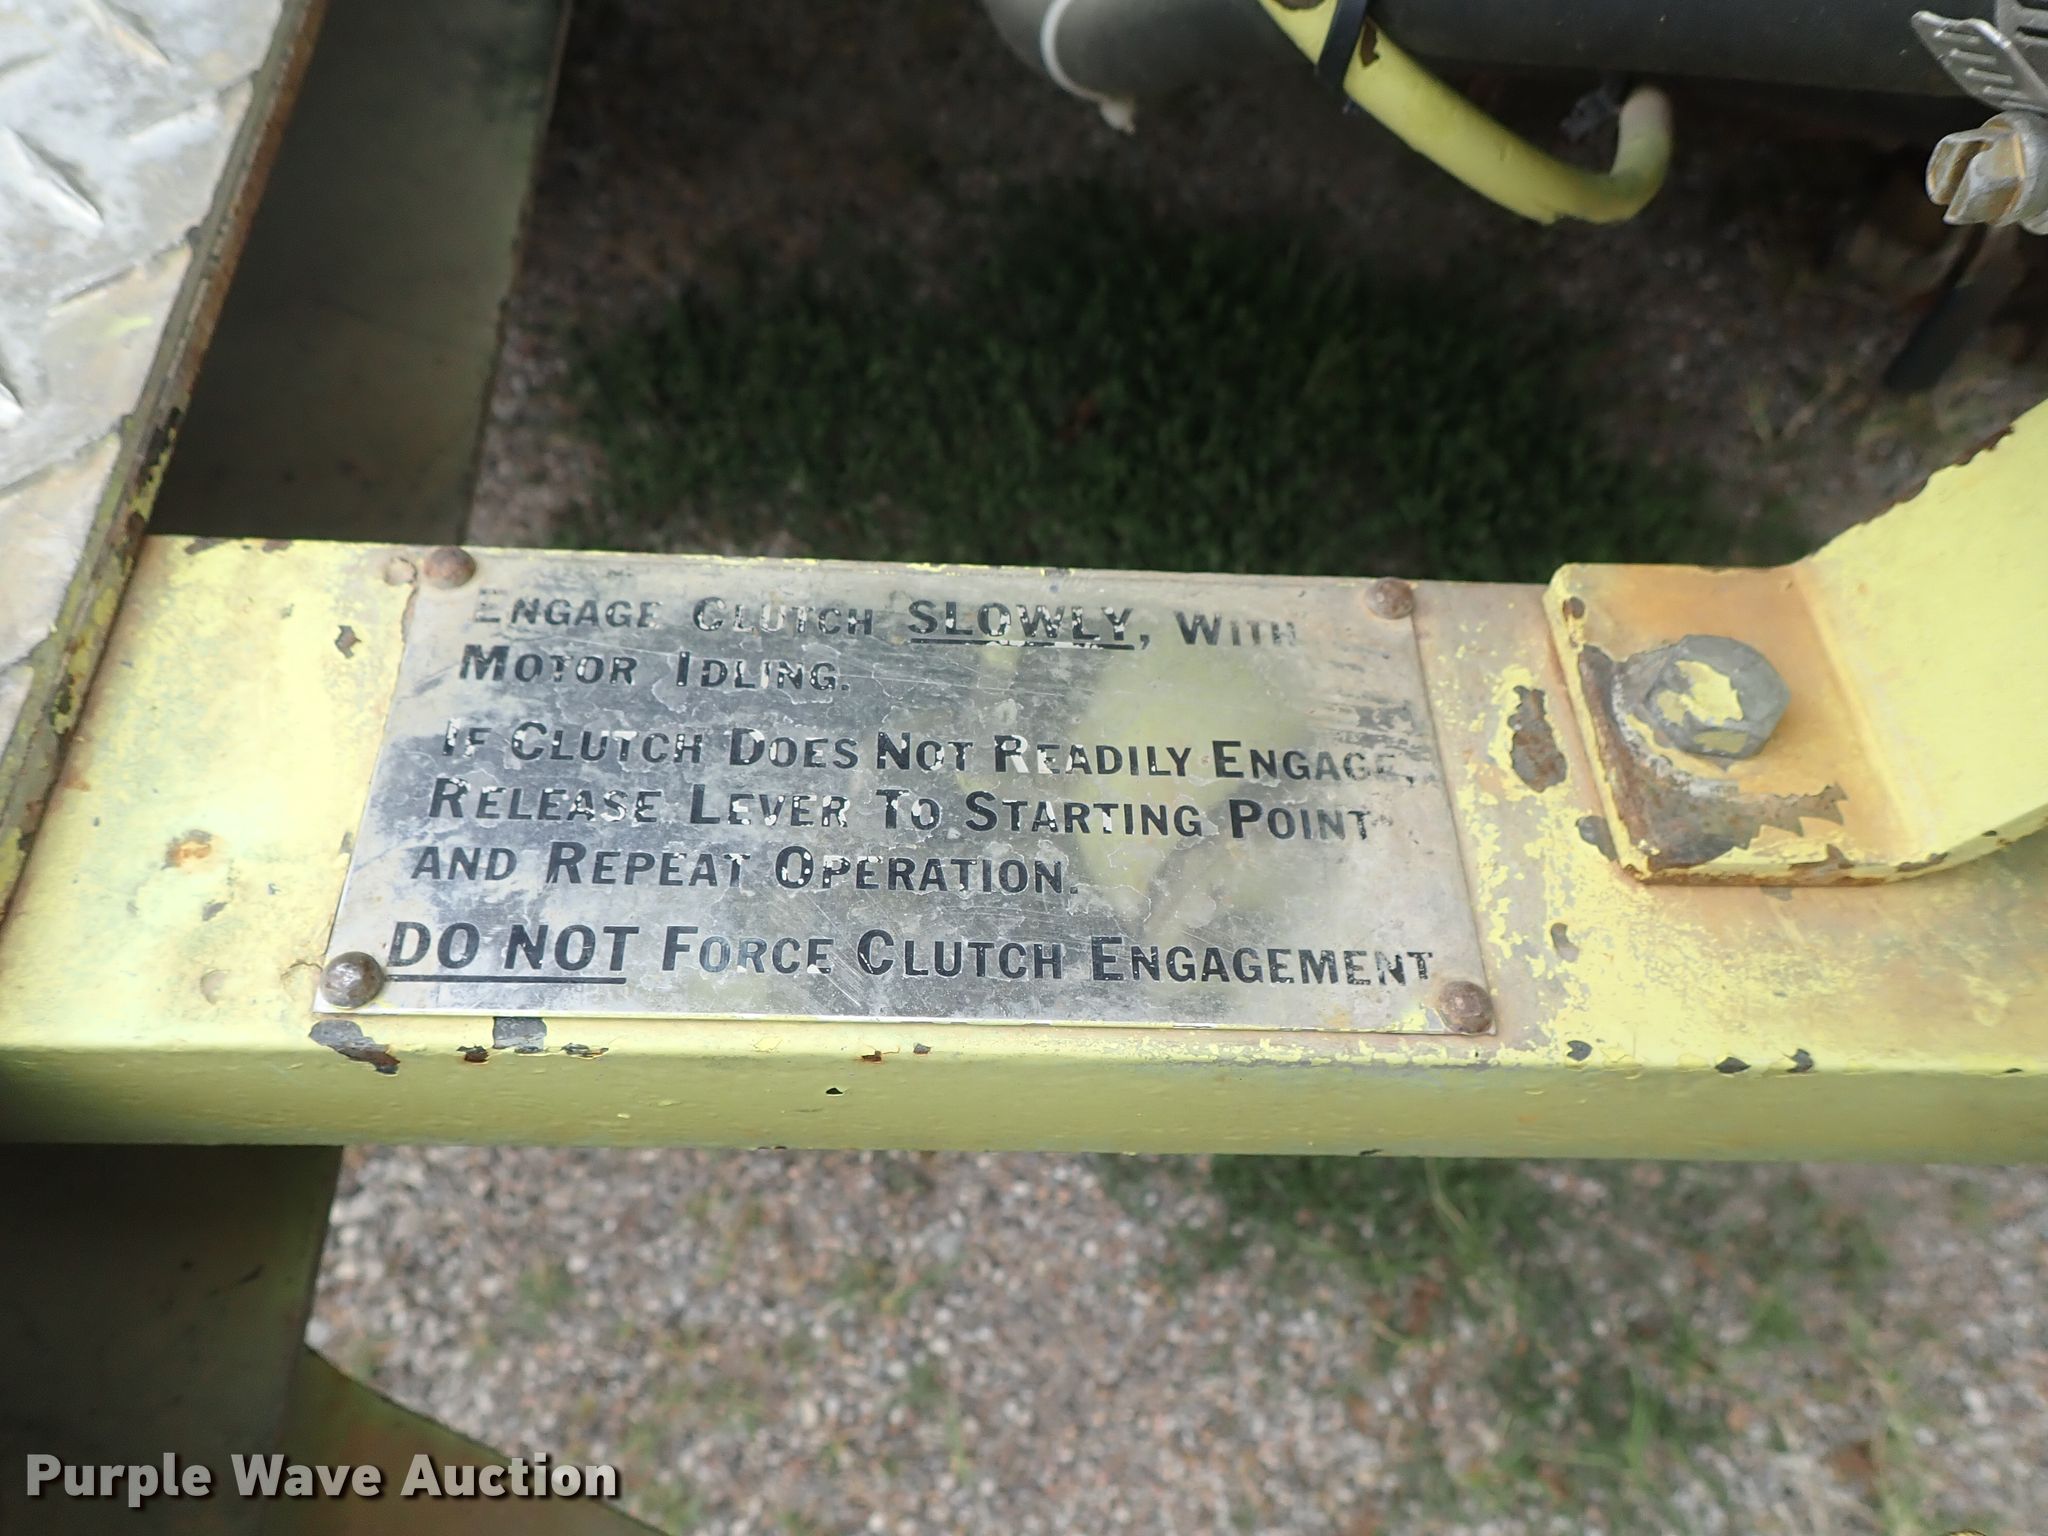 ENGAGE CLUTCH SLOWLY, WITH
MOTOR IDLING.
IF CLUTCH DOES NOT READILY ENGAGE,
RELEASE LEVER TO STARTING POINT
AND REPEAT OPERATION.
DO NOT FORCE CLUTCH ENGAGEMENT
Purple Wave Auction